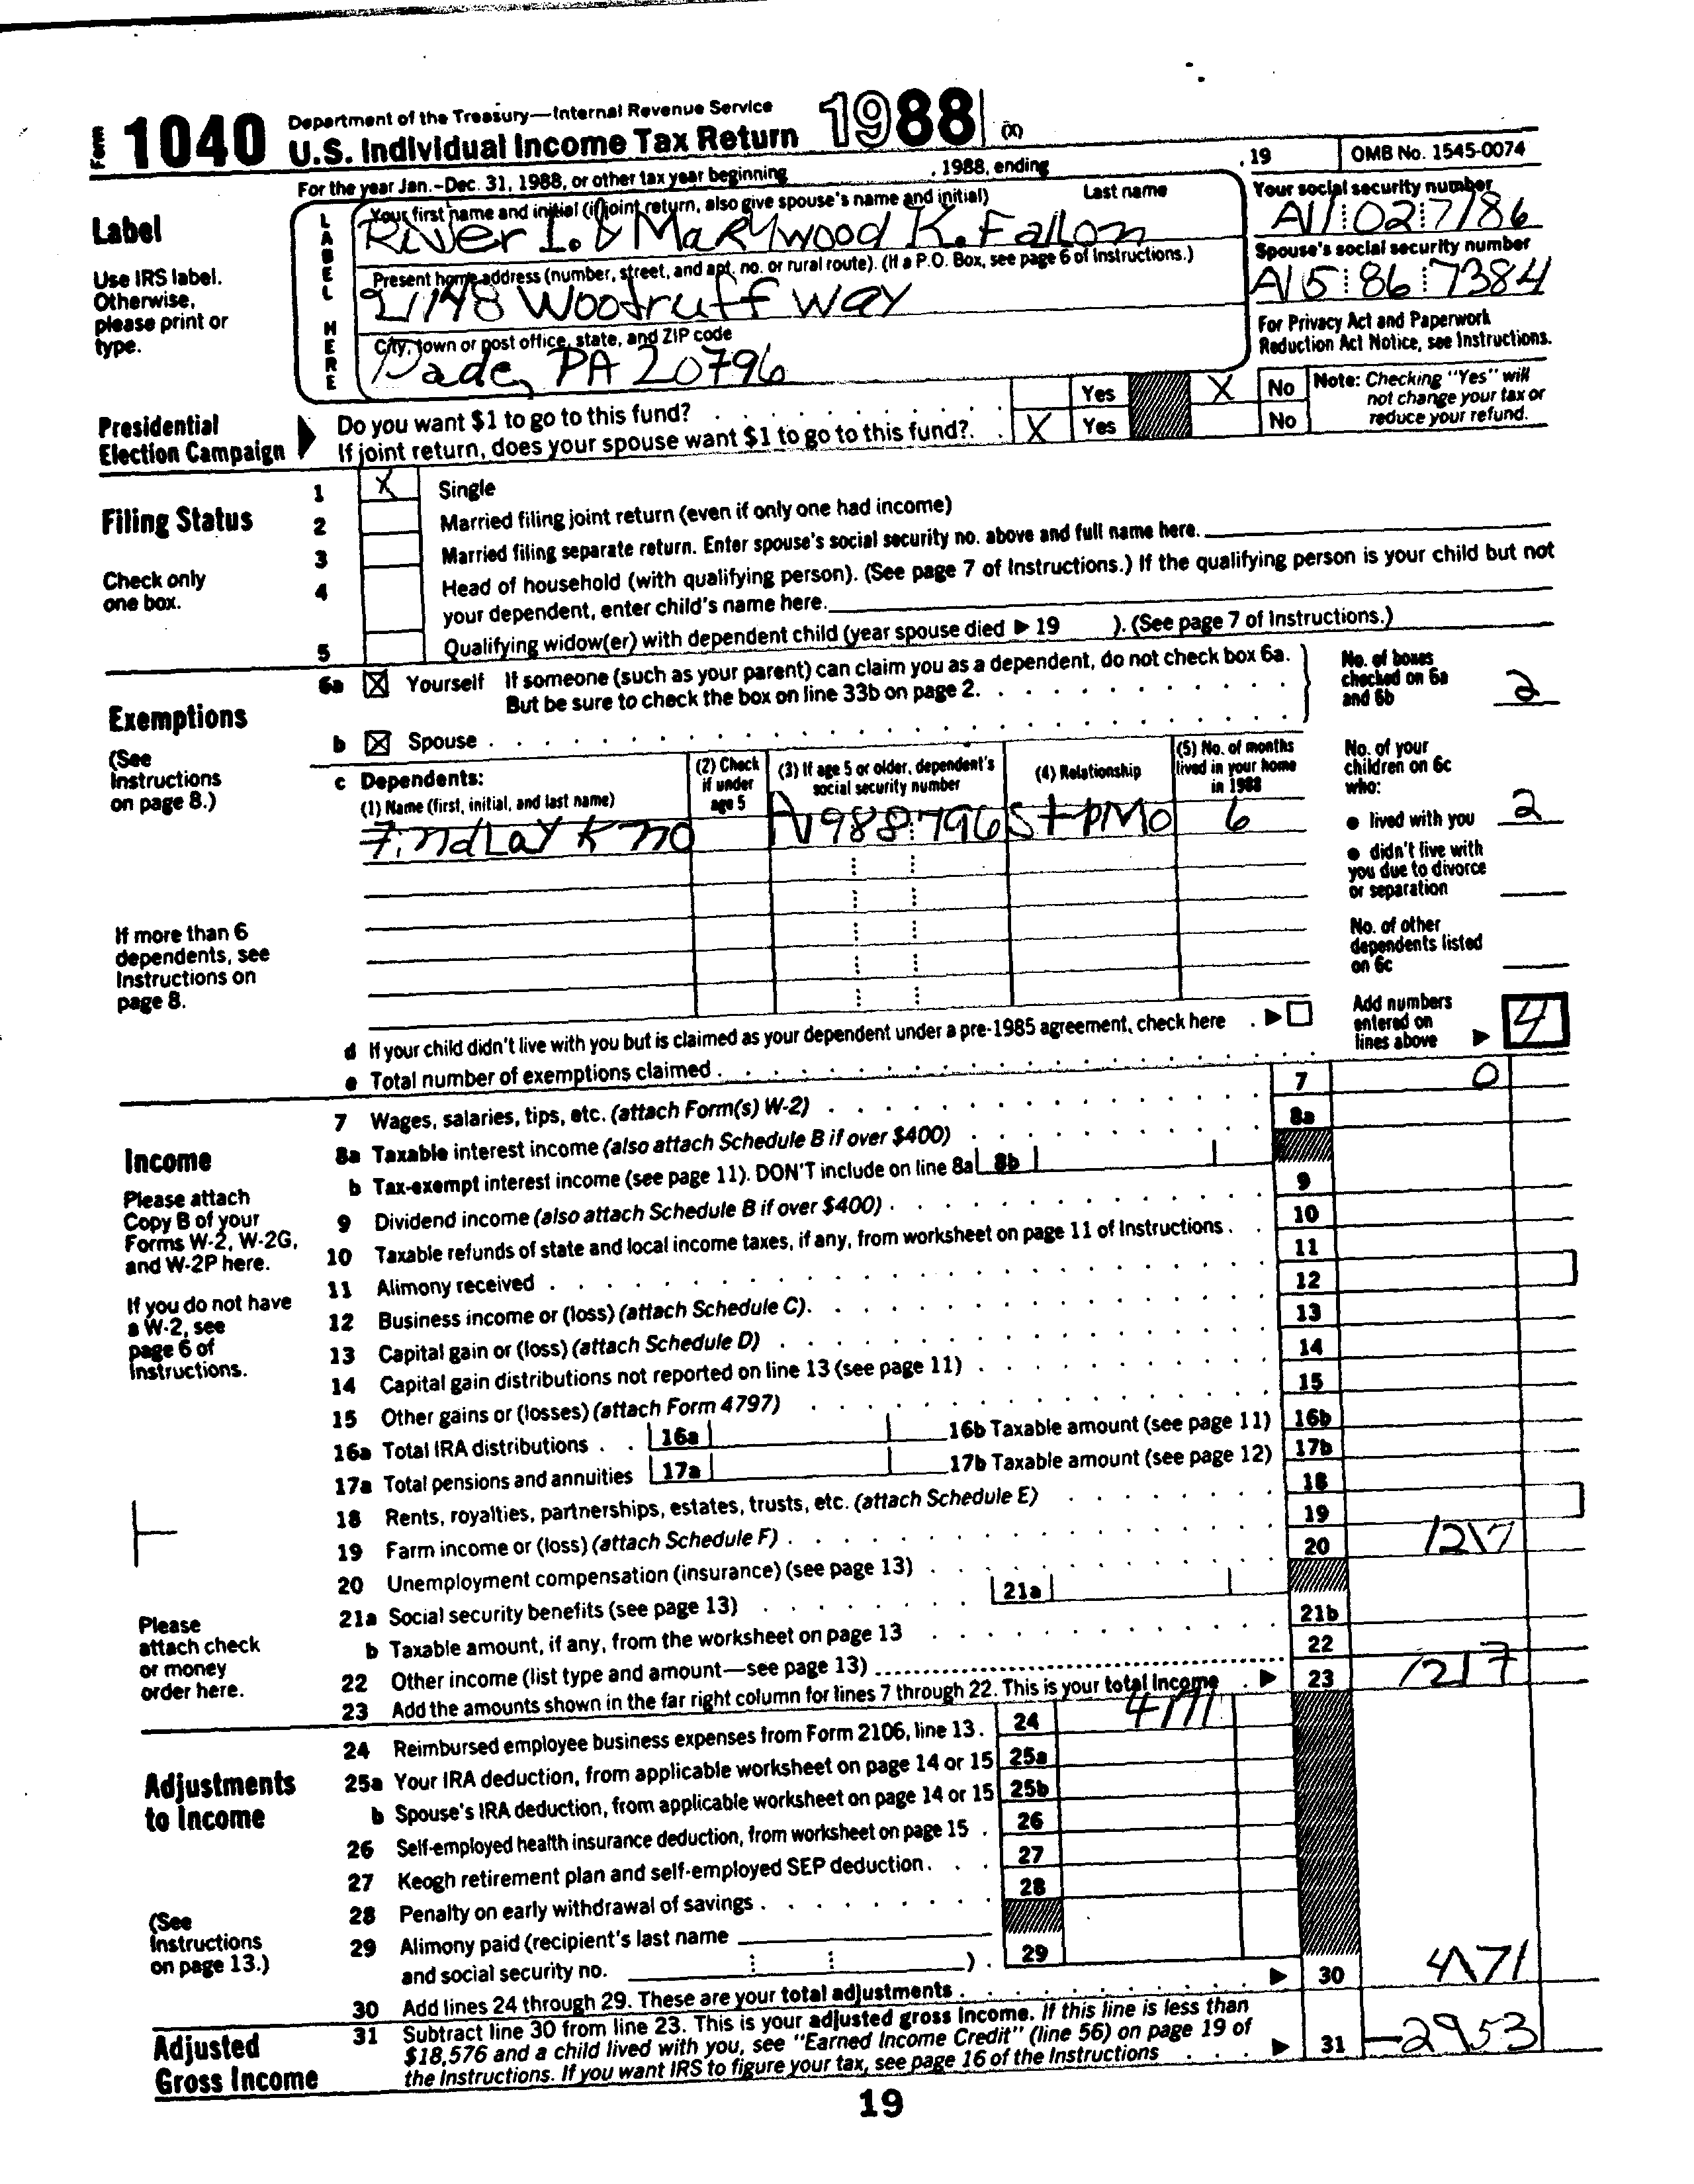 Form 1040 Department of the Treasury—Internal Revenue Service
U.S. Individual Income Tax Return 1988 (X)
For the year Jan.-Dec. 31, 1988, or other tax year beginning , 1988, ending , 19 OMB No. 1545-0074
Label
Use IRS label. Otherwise, please print or type.
LABEL HERE
Your first name and initial (if joint return, also give spouse's name and initial) Last name
River I. & Marywood K. Fallon
Your social security number
A11 02 7186
Present home address (number, street, and apt. no. or rural route). (If a P.O. Box, see page 6 of Instructions.)
21148 Woodruff Way
Spouse's social security number
A15 86 7384
City, town or post office, state, and ZIP code
Dade, PA 20796
For Privacy Act and Paperwork Reduction Act Notice, see Instructions.
Presidential Election Campaign
Do you want $1 to go to this fund? Yes X No
If joint return, does your spouse want $1 to go to this fund? X Yes No
Note: Checking "Yes" will not change your tax or reduce your refund.
Filing Status
Check only one box.
1 X Single
2 Married filing joint return (even if only one had income)
3 Married filing separate return. Enter spouse's social security no. above and full name here.
4 Head of household (with qualifying person). (See page 7 of Instructions.) If the qualifying person is your child but not
your dependent, enter child's name here.
5 Qualifying widow(er) with dependent child (year spouse died ▶ 19 ). (See page 7 of Instructions.)
Exemptions
(See Instructions on page 8.)
6a X Yourself If someone (such as your parent) can claim you as a dependent, do not check box 6a.
But be sure to check the box on line 33b on page 2.
b X Spouse
No. of boxes checked on 6a and 6b 2
c Dependents:
(1) Name (first, initial, and last name)
(2) Check if under age 5
(3) If age 5 or older, dependent's social security number
(4) Relationship
(5) No. of months lived in your home in 1988
Findlay K no A1988 796 StpMo 6
No. of your children on 6c who:
● lived with you 2
● didn't live with you due to divorce or separation
No. of other dependents listed on 6c
If more than 6 dependents, see Instructions on page 8.
d If your child didn't live with you but is claimed as your dependent under a pre-1985 agreement, check here ▶
e Total number of exemptions claimed
Add numbers entered on lines above ▶ 4
Income
Please attach Copy B of your Forms W-2, W-2G, and W-2P here.
If you do not have a W-2, see page 6 of Instructions.
Please attach check or money order here.
7 Wages, salaries, tips, etc. (attach Form(s) W-2) 7 0
8a Taxable interest income (also attach Schedule B if over $400) 8a
b Tax-exempt interest income (see page 11). DON'T include on line 8a 8b
9 Dividend income (also attach Schedule B if over $400) 9
10 Taxable refunds of state and local income taxes, if any, from worksheet on page 11 of Instructions 10
11 Alimony received 11
12 Business income or (loss) (attach Schedule C) 12
13 Capital gain or (loss) (attach Schedule D) 13
14 Capital gain distributions not reported on line 13 (see page 11) 14
15 Other gains or (losses) (attach Form 4797) 15
16a Total IRA distributions 16a 16b Taxable amount (see page 11) 16b
17a Total pensions and annuities 17a 17b Taxable amount (see page 12) 17b
18 Rents, royalties, partnerships, estates, trusts, etc. (attach Schedule E) 18
19 Farm income or (loss) (attach Schedule F) 19
20 Unemployment compensation (insurance) (see page 13) 20 1217
21a Social security benefits (see page 13) 21a
b Taxable amount, if any, from the worksheet on page 13 21b
22 Other income (list type and amount—see page 13) 22
23 Add the amounts shown in the far right column for lines 7 through 22. This is your total income ▶ 23 1217
Adjustments to Income
(See Instructions on page 13.)
24 Reimbursed employee business expenses from Form 2106, line 13. 24 4171
25a Your IRA deduction, from applicable worksheet on page 14 or 15 25a
b Spouse's IRA deduction, from applicable worksheet on page 14 or 15 25b
26 Self-employed health insurance deduction, from worksheet on page 15 26
27 Keogh retirement plan and self-employed SEP deduction 27
28 Penalty on early withdrawal of savings 28
29 Alimony paid (recipient's last name
and social security no. ) 29
30 Add lines 24 through 29. These are your total adjustments ▶ 30 4171
Adjusted Gross Income
31 Subtract line 30 from line 23. This is your adjusted gross income. If this line is less than
$18,576 and a child lived with you, see "Earned Income Credit" (line 56) on page 19 of
the Instructions. If you want IRS to figure your tax, see page 16 of the Instructions ▶ 31 -2953
19